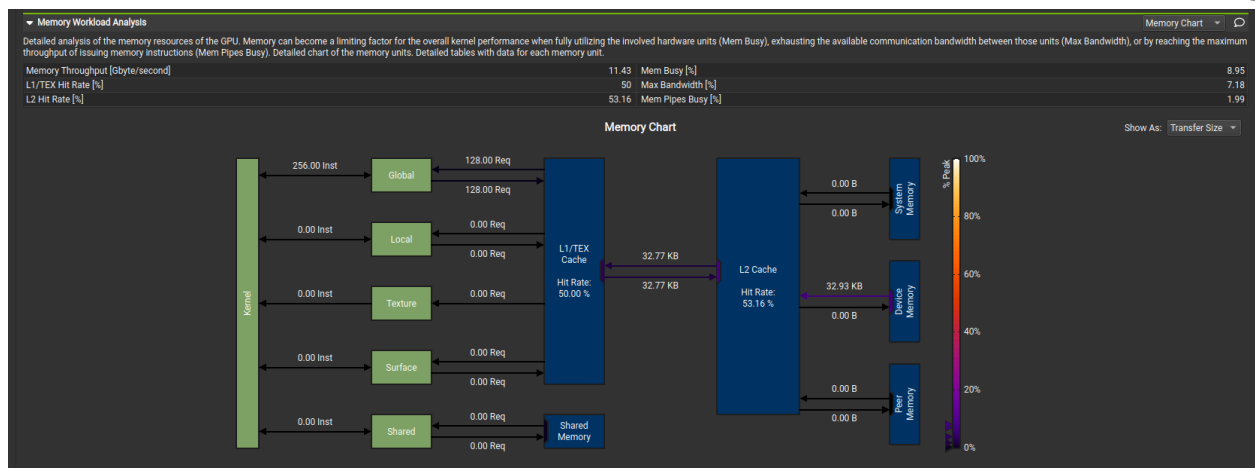 Memory Workload Analysis
Memory Chart
Detailed analysis of the memory resources of the GPU. Memory can become a limiting factor for the overall kernel performance when fully utilizing the involved hardware units (Mem Busy), exhausting the available communication bandwidth between those units (Max Bandwidth), or by reaching the maximum
throughput of issuing memory instructions (Mem Pipes Busy). Detailed chart of the memory units. Detailed tables with data for each memory unit.
Memory Throughput [Gbyte/second] 11.43 Mem Busy [%] 8.95
L1/TEX Hit Rate [%] 50 Max Bandwidth [%] 7.18
L2 Hit Rate [%] 53.16 Mem Pipes Busy [%] 1.99
Memory Chart
Show As: Transfer Size
Kernel
256.00 Inst
Global
128.00 Req
128.00 Req
0.00 Inst
Local
0.00 Req
0.00 Req
0.00 Inst
Texture
0.00 Req
0.00 Inst
Surface
0.00 Req
0.00 Req
0.00 Inst
Shared
0.00 Req
0.00 Req
L1/TEX
Cache
Hit Rate:
50.00 %
Shared
Memory
32.77 KB
32.77 KB
L2 Cache
Hit Rate:
53.16 %
0.00 B
0.00 B
System
Memory
32.93 KB
0.00 B
Device
Memory
0.00 B
0.00 B
Peer
Memory
% Peak
100%
80%
60%
40%
20%
0%